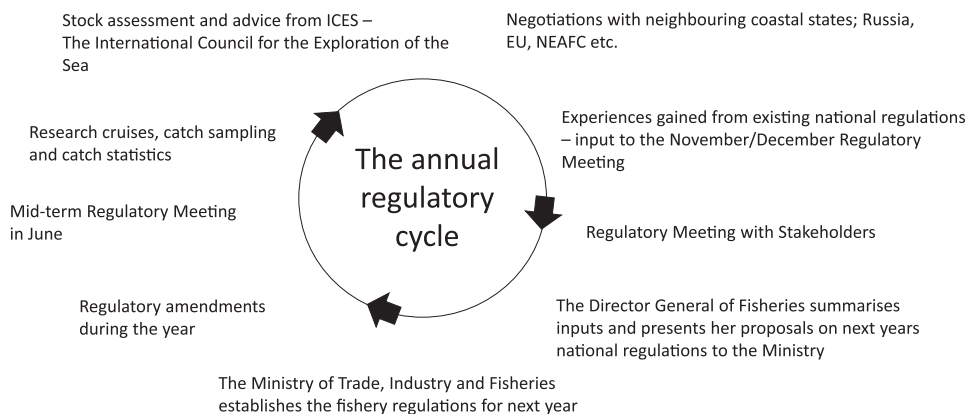 Stock assessment and advice from ICES –
The International Council for the Exploration of the
Sea
Negotiations with neighbouring coastal states; Russia,
EU, NEAFC etc.
Experiences gained from existing national regulations
– input to the November/December Regulatory
Meeting
Regulatory Meeting with Stakeholders
The Director General of Fisheries summarises
inputs and presents her proposals on next years
national regulations to the Ministry
The Ministry of Trade, Industry and Fisheries
establishes the fishery regulations for next year
Regulatory amendments
during the year
Mid-term Regulatory Meeting
in June
Research cruises, catch sampling
and catch statistics
The annual
regulatory
cycle